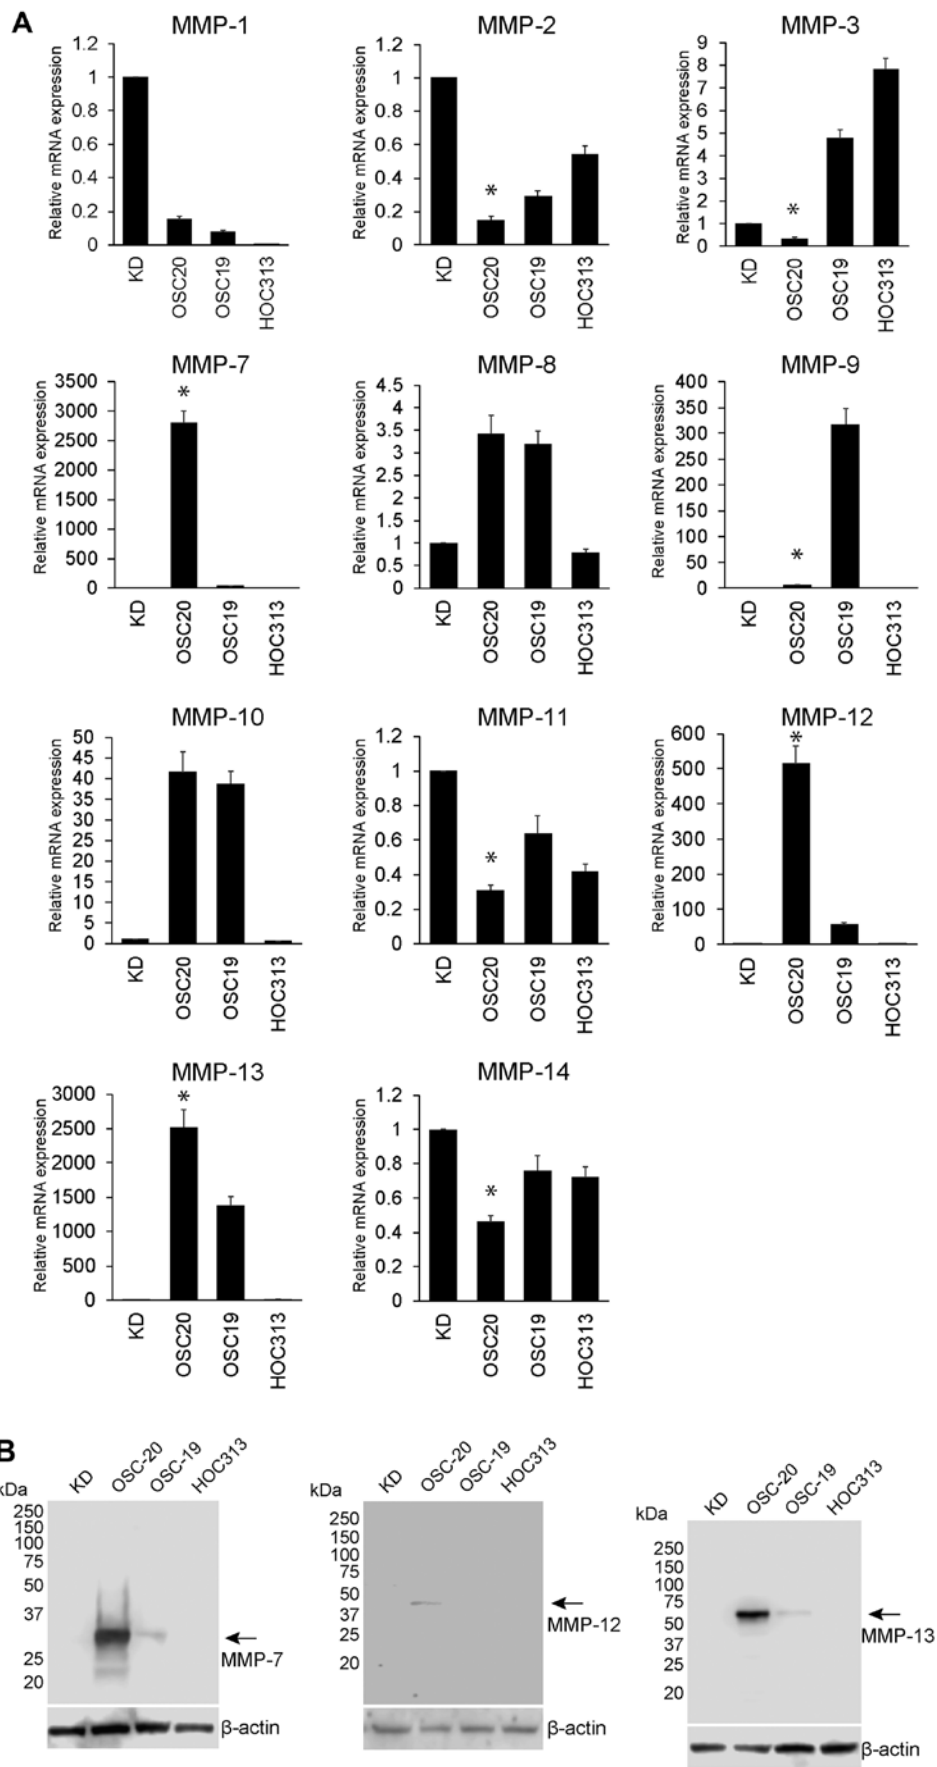 A
MMP-1
Relative mRNA expression
1.2
1
0.8
0.6
0.4
0.2
0
KD
OSC20
OSC19
HOC313
MMP-2
Relative mRNA expression
1.2
1
0.8
0.6
0.4
0.2
0
*
KD
OSC20
OSC19
HOC313
MMP-3
Relative mRNA expression
9
8
7
6
5
4
3
2
1
0
*
KD
OSC20
OSC19
HOC313
MMP-7
Relative mRNA expression
3500
3000
2500
2000
1500
1000
500
0
*
KD
OSC20
OSC19
HOC313
MMP-8
Relative mRNA expression
4.5
4
3.5
3
2.5
2
1.5
1
0.5
0
KD
OSC20
OSC19
HOC313
MMP-9
Relative mRNA expression
400
350
300
250
200
150
100
50
0
*
KD
OSC20
OSC19
HOC313
MMP-10
Relative mRNA expression
50
45
40
35
30
25
20
15
10
5
0
KD
OSC20
OSC19
HOC313
MMP-11
Relative mRNA expression
1.2
1
0.8
0.6
0.4
0.2
0
*
KD
OSC20
OSC19
HOC313
MMP-12
Relative mRNA expression
600
500
400
300
200
100
0
*
KD
OSC20
OSC19
HOC313
MMP-13
Relative mRNA expression
3000
2500
2000
1500
1000
500
0
*
KD
OSC20
OSC19
HOC313
MMP-14
Relative mRNA expression
1.2
1
0.8
0.6
0.4
0.2
0
*
KD
OSC20
OSC19
HOC313
B
kDa
KD
OSC-20
OSC-19
HOC313
250
150
100
75
50
37
25
20
MMP-7
β-actin
kDa
KD
OSC-20
OSC-19
HOC313
250
150
100
75
50
37
25
20
MMP-12
β-actin
kDa
KD
OSC-20
OSC-19
HOC313
250
150
100
75
50
37
25
20
MMP-13
β-actin